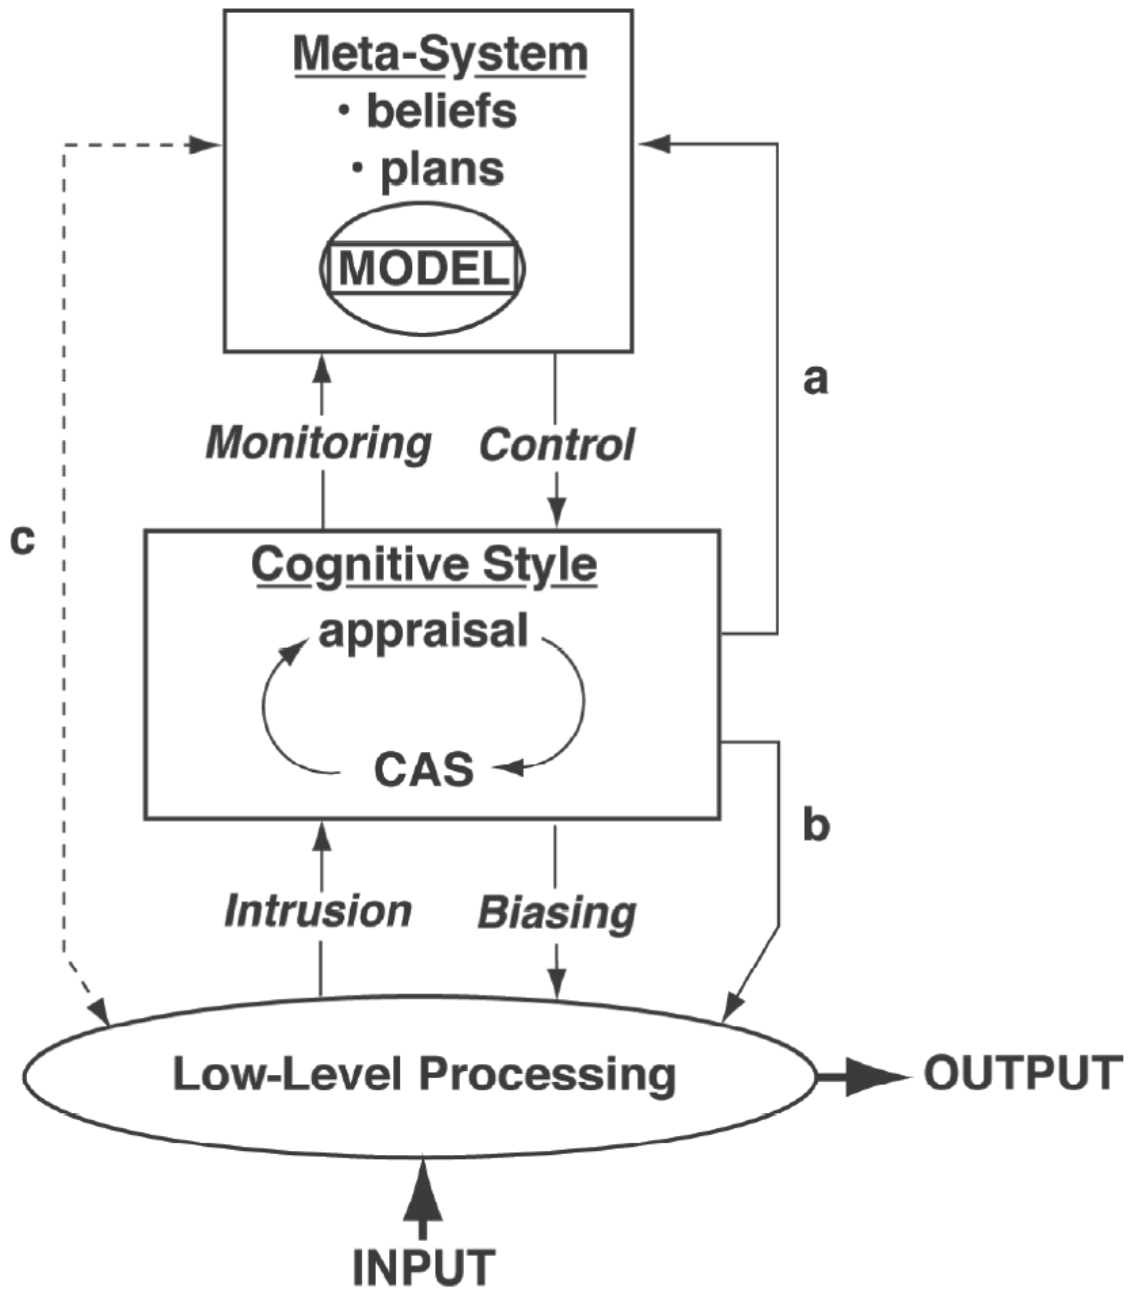 Meta-System
• beliefs
• plans
MODEL
a
Monitoring
Control
c
Cognitive Style
appraisal
CAS
b
Intrusion
Biasing
Low-Level Processing
OUTPUT
INPUT